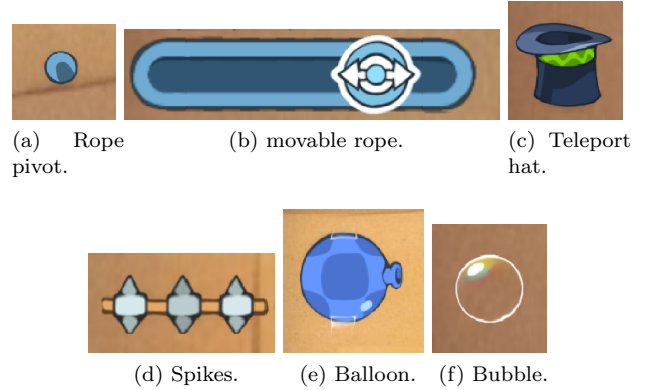 (a) Rope
pivot.
(b) movable rope.
(c) Teleport
hat.
(d) Spikes.
(e) Balloon.
(f) Bubble.